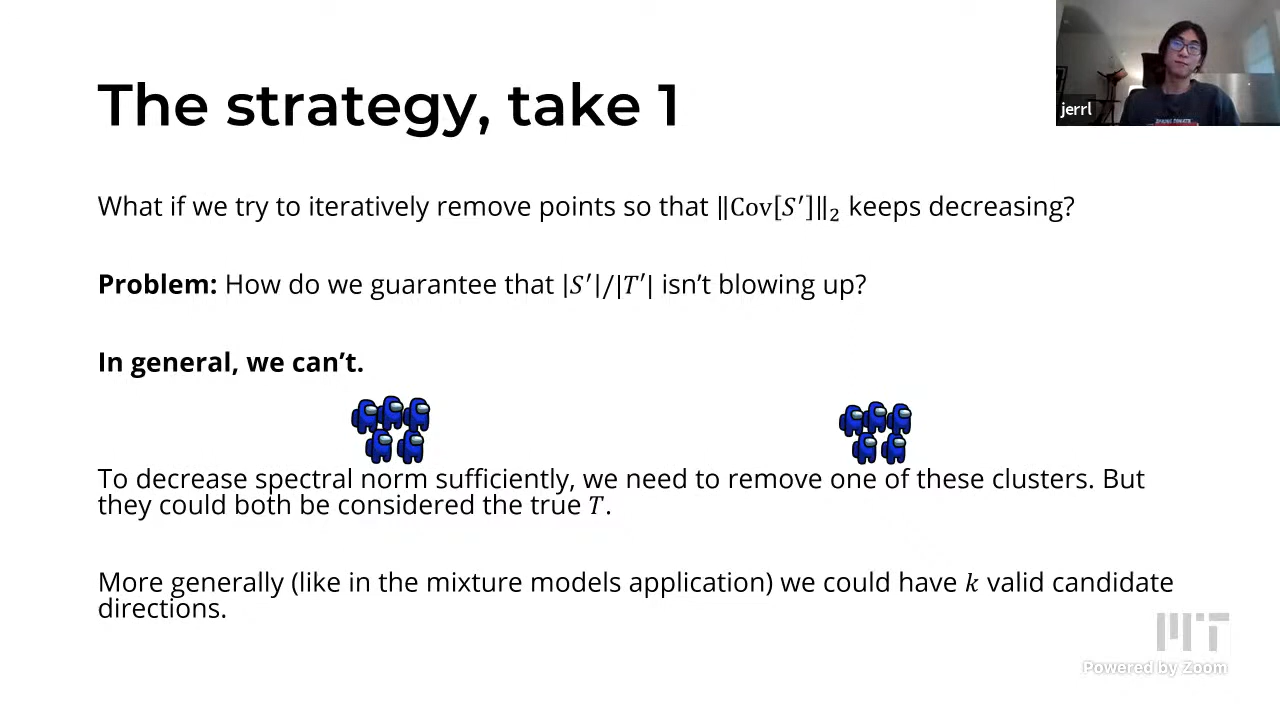 jerrl
The strategy, take 1
What if we try to iteratively remove points so that ‖Cov[S′]‖₂ keeps decreasing?
Problem: How do we guarantee that |S′|/|T′| isn’t blowing up?
In general, we can’t.
To decrease spectral norm sufficiently, we need to remove one of these clusters. But
they could both be considered the true T.
More generally (like in the mixture models application) we could have k valid candidate
directions.
MIT
Powered by Zoom